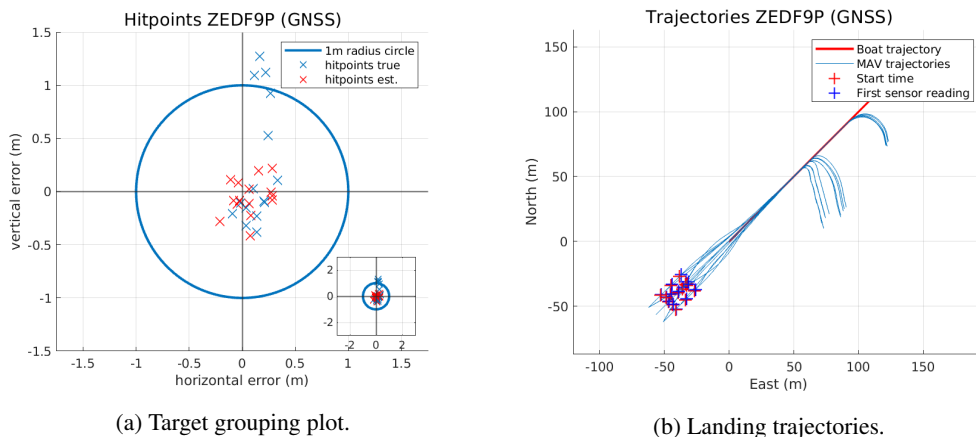 Hitpoints ZEDF9P (GNSS)
1.5
1
0.5
0
-0.5
-1
-1.5
-1.5
-1
-0.5
0
0.5
1
1.5
vertical error (m)
horizontal error (m)
1m radius circle
hitpoints true
hitpoints est.
2
0
-2
-2
0
2
(a) Target grouping plot.
Trajectories ZEDF9P (GNSS)
150
100
50
0
-50
-100
-50
0
50
100
150
North (m)
East (m)
Boat trajectory
MAV trajectories
Start time
First sensor reading
(b) Landing trajectories.